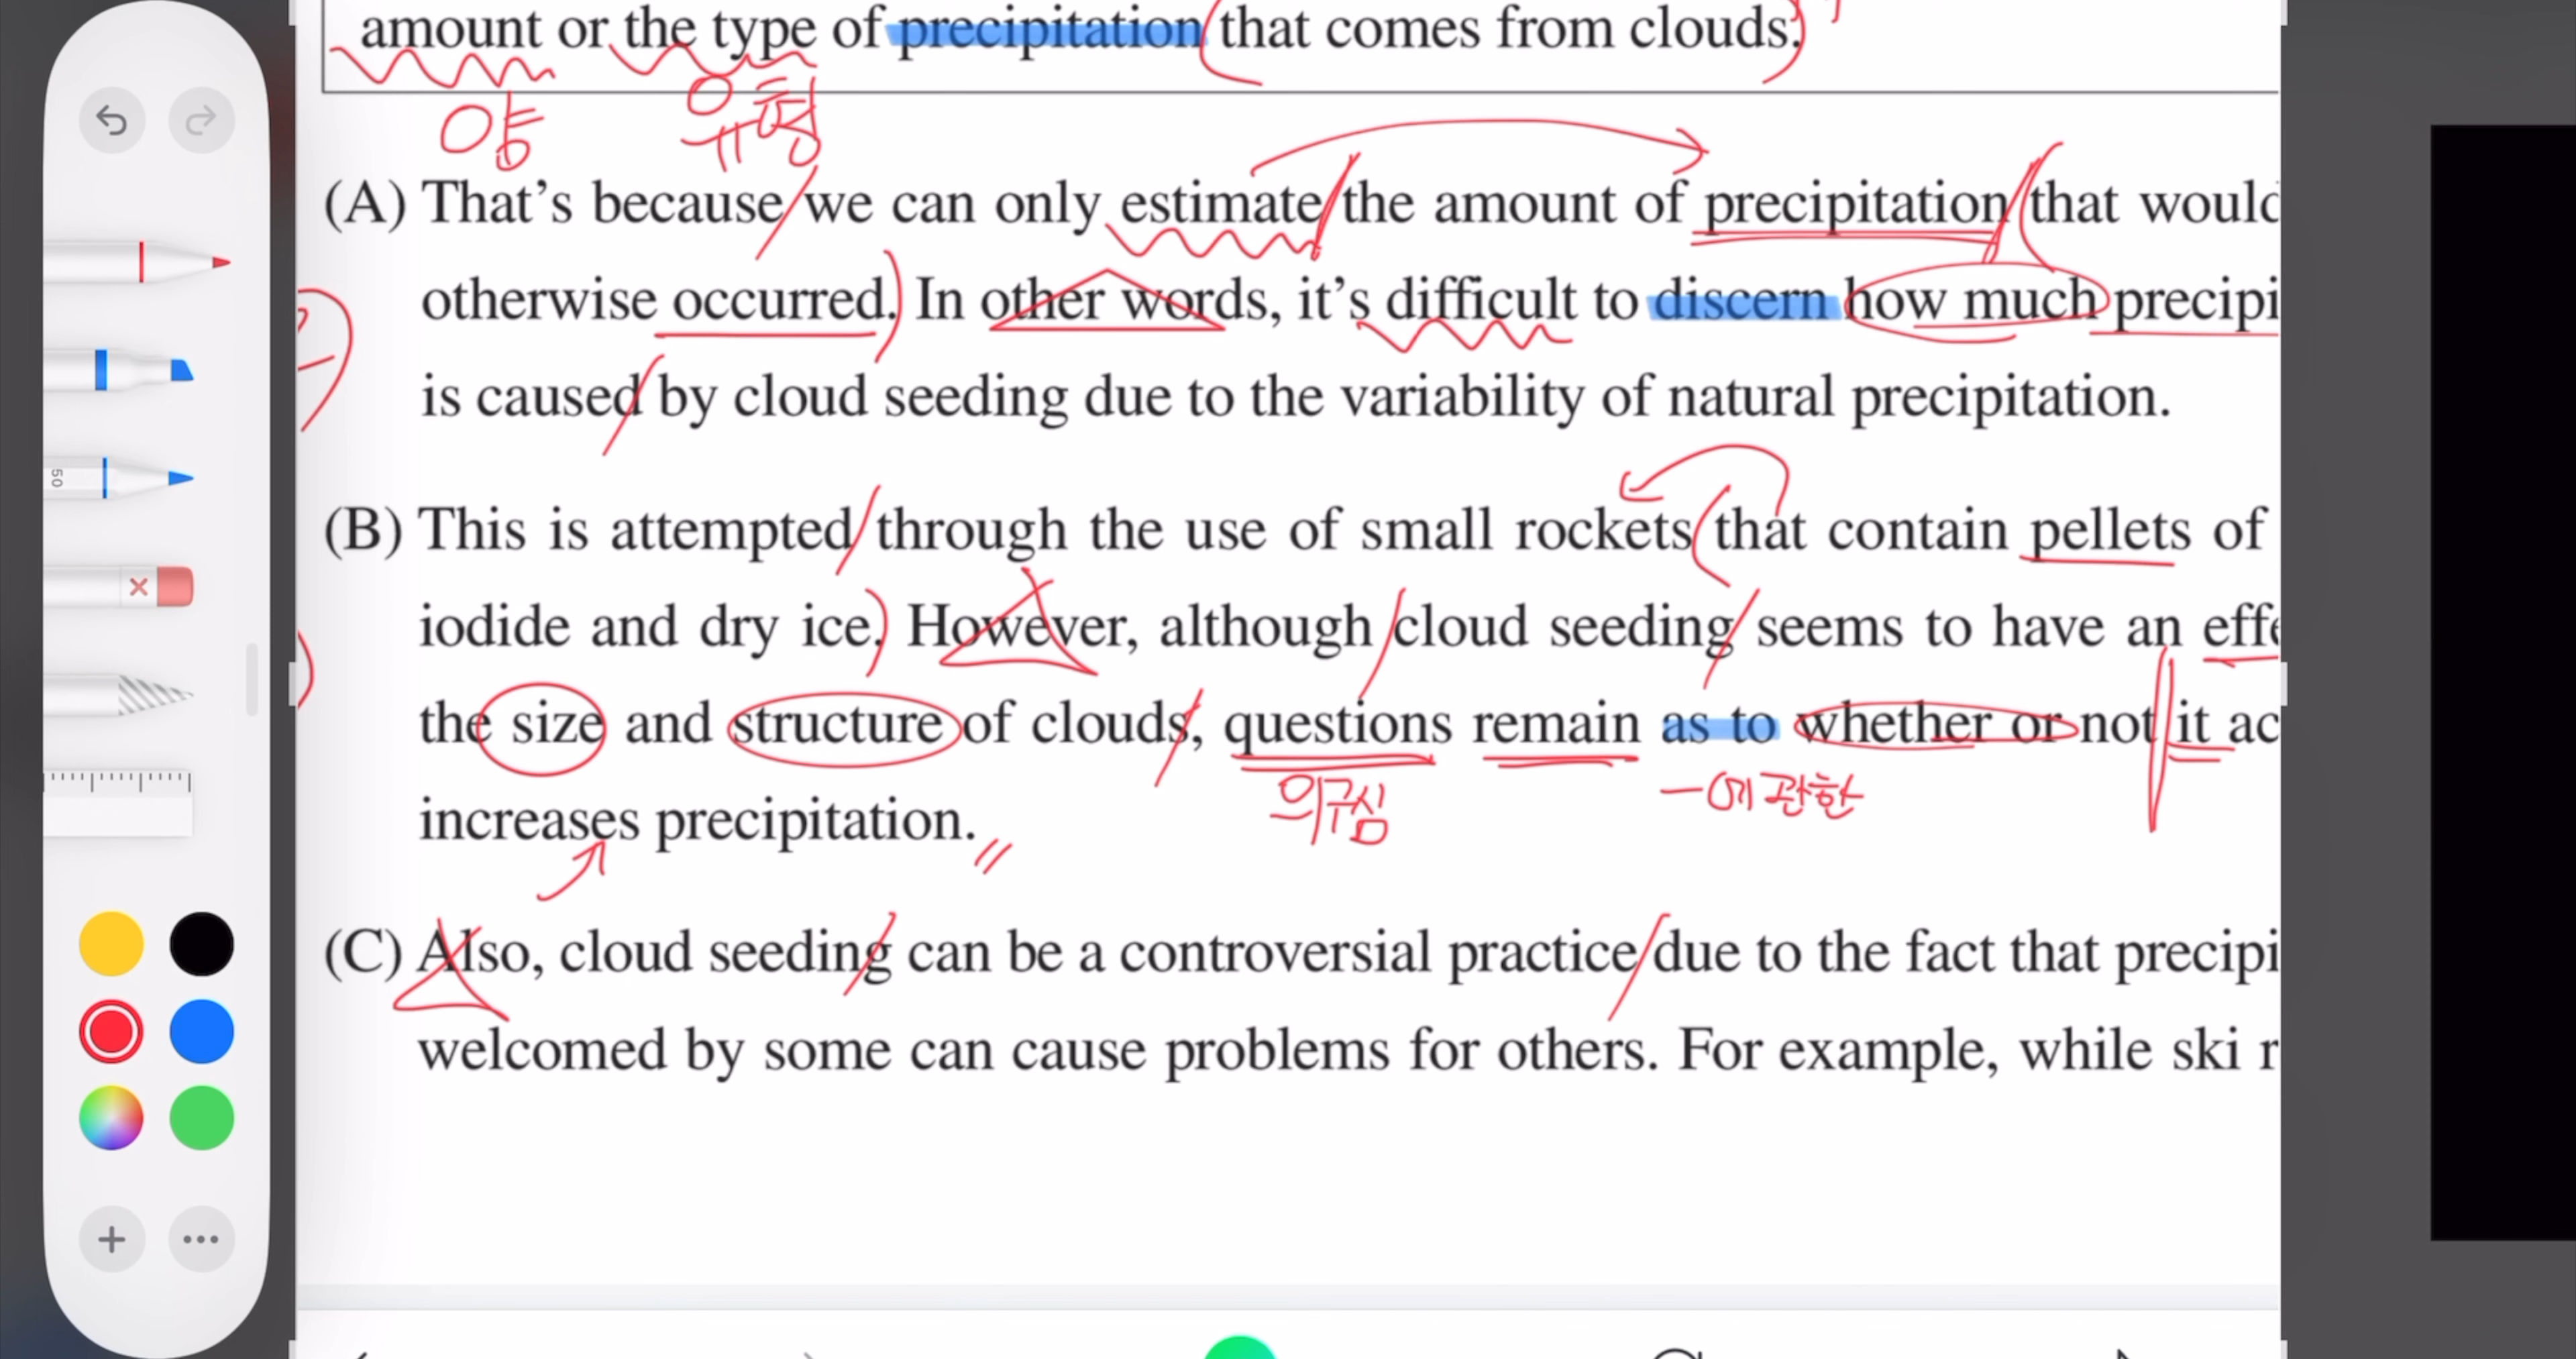 amount or the type of precipitation that comes from clouds.
양 유형
(A) That's because we can only estimate the amount of precipitation that would
otherwise occurred. In other words, it's difficult to discern how much precipi
is caused by cloud seeding due to the variability of natural precipitation.
(B) This is attempted through the use of small rockets that contain pellets of
50
iodide and dry ice. However, although cloud seeding seems to have an effe
the size and structure of clouds, questions remain as to whether or not it ac
의구심 ~에 관한
increases precipitation.
(C) Also, cloud seeding can be a controversial practice due to the fact that precipi
welcomed by some can cause problems for others. For example, while ski r